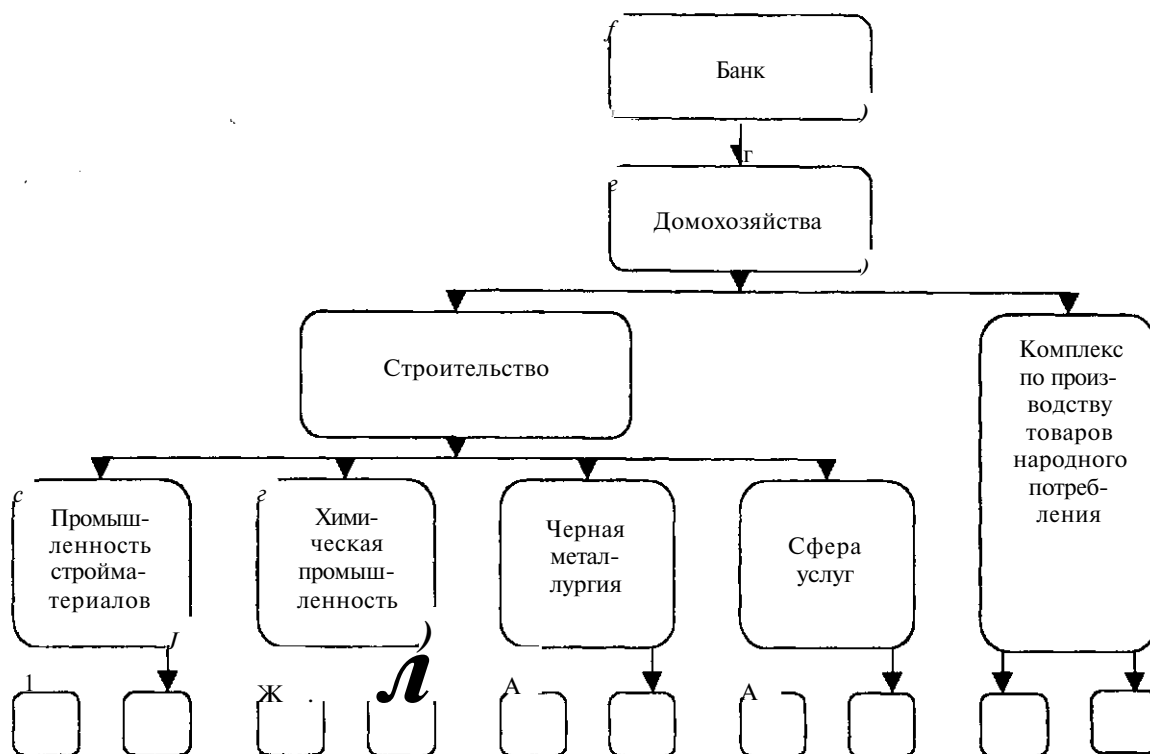 Банк
Домохозяйства
Строительство
Комплекс
по произ-
водству
товаров
народного
потреб-
ления
Промыш-
ленность
стройма-
териалов
Хими-
ческая
промыш-
ленность
Черная
метал-
лургия
Сфера
услуг